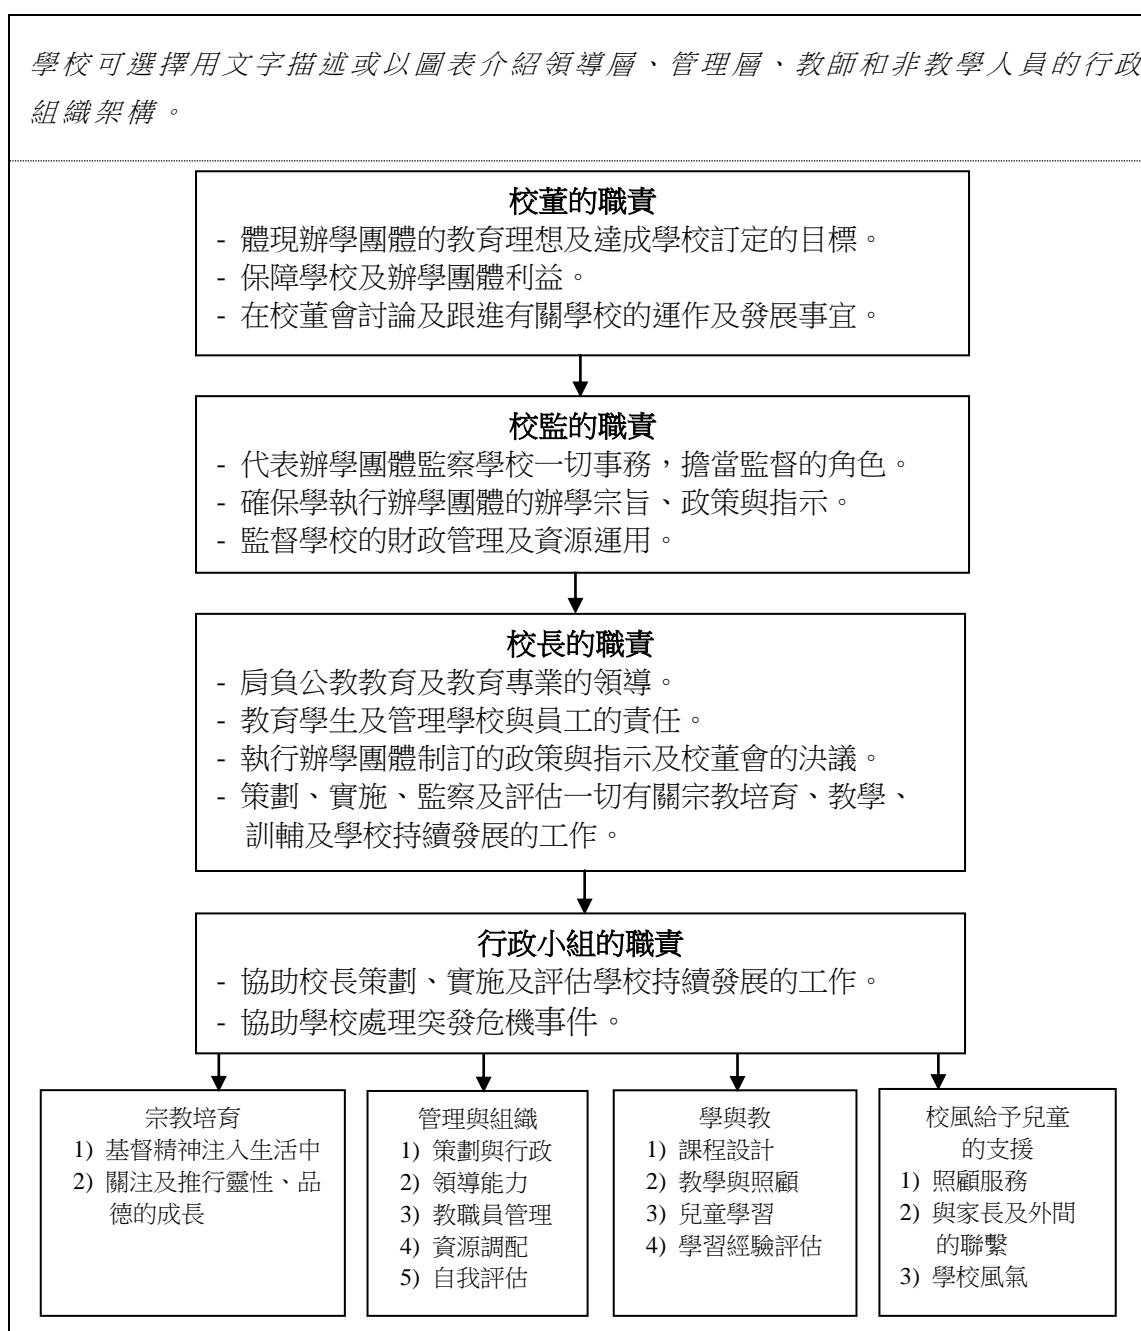 學校可選擇用文字描述或以圖表介紹領導層、管理層、教師和非教學人員的行政
組織架構。
校董的職責
- 體現辦學團體的教育理想及達成學校訂定的目標。
- 保障學校及辦學團體利益。
- 在校董會討論及跟進有關學校的運作及發展事宜。
校監的職責
- 代表辦學團體監察學校一切事務，擔當監督的角色。
- 確保學執行辦學團體的辦學宗旨、政策與指示。
- 監督學校的財政管理及資源運用。
校長的職責
- 肩負公教教育及教育專業的領導。
- 教育學生及管理學校與員工的責任。
- 執行辦學團體制訂的政策與指示及校董會的決議。
- 策劃、實施、監察及評估一切有關宗教培育、教學、
訓輔及學校持續發展的工作。
行政小組的職責
- 協助校長策劃、實施及評估學校持續發展的工作。
- 協助學校處理突發危機事件。
宗教培育
1) 基督精神注入生活中
2) 關注及推行靈性、品
德的成長
管理與組織
1) 策劃與行政
2) 領導能力
3) 教職員管理
4) 資源調配
5) 自我評估
學與教
1) 課程設計
2) 教學與照顧
3) 兒童學習
4) 學習經驗評估
校風給予兒童
的支援
1) 照顧服務
2) 與家長及外間
的聯繫
3) 學校風氣